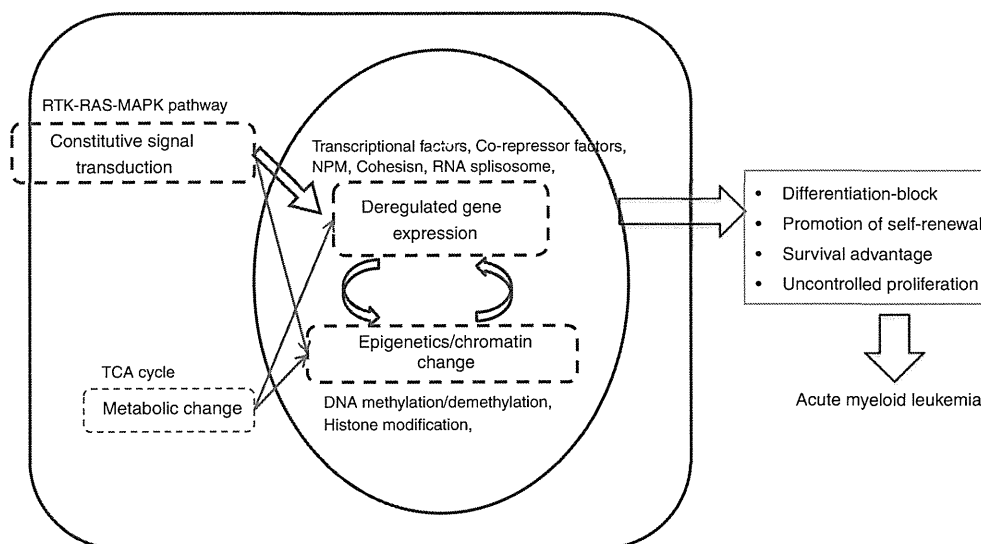 RTK-RAS-MAPK pathway
Constitutive signal
transduction
Transcriptional factors, Co-repressor factors,
NPM, Cohesisn, RNA splisosome,
Deregulated gene
expression
Epigenetics/chromatin
change
DNA methylation/demethylation,
Histone modification,
TCA cycle
Metabolic change
• Differentiation-block
• Promotion of self-renewal
• Survival advantage
• Uncontrolled proliferation
Acute myeloid leukemia